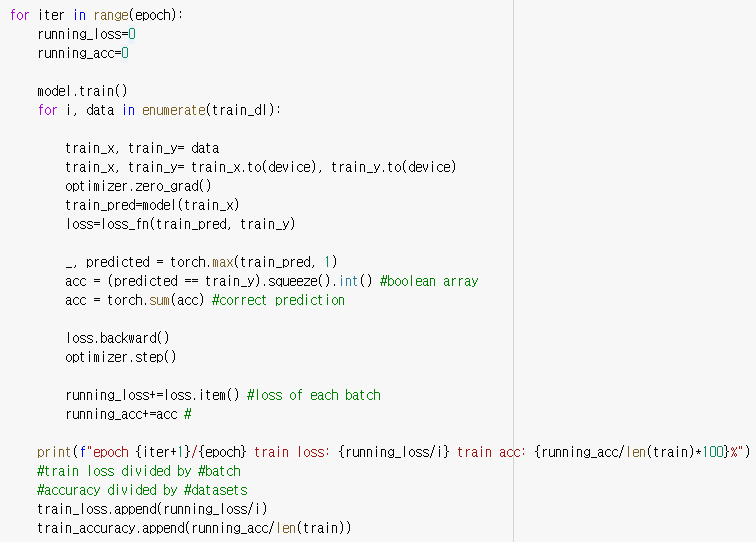 for iter in range(epoch):
    running_loss=0
    running_acc=0

    model.train()
    for i, data in enumerate(train_dl):

        train_x, train_y= data
        train_x, train_y= train_x.to(device), train_y.to(device)
        optimizer.zero_grad()
        train_pred=model(train_x)
        loss=loss_fn(train_pred, train_y)

        _, predicted = torch.max(train_pred, 1)
        acc = (predicted == train_y).squeeze().int() #boolean array
        acc = torch.sum(acc) #correct prediction

        loss.backward()
        optimizer.step()

        running_loss+=loss.item() #loss of each batch
        running_acc+=acc #

    print(f"epoch {iter+1}/{epoch} train loss: {running_loss/i} train acc: {running_acc/len(train)*100}%")
    #train loss divided by #batch
    #accuracy divided by #datasets
    train_loss.append(running_loss/i)
    train_accuracy.append(running_acc/len(train))